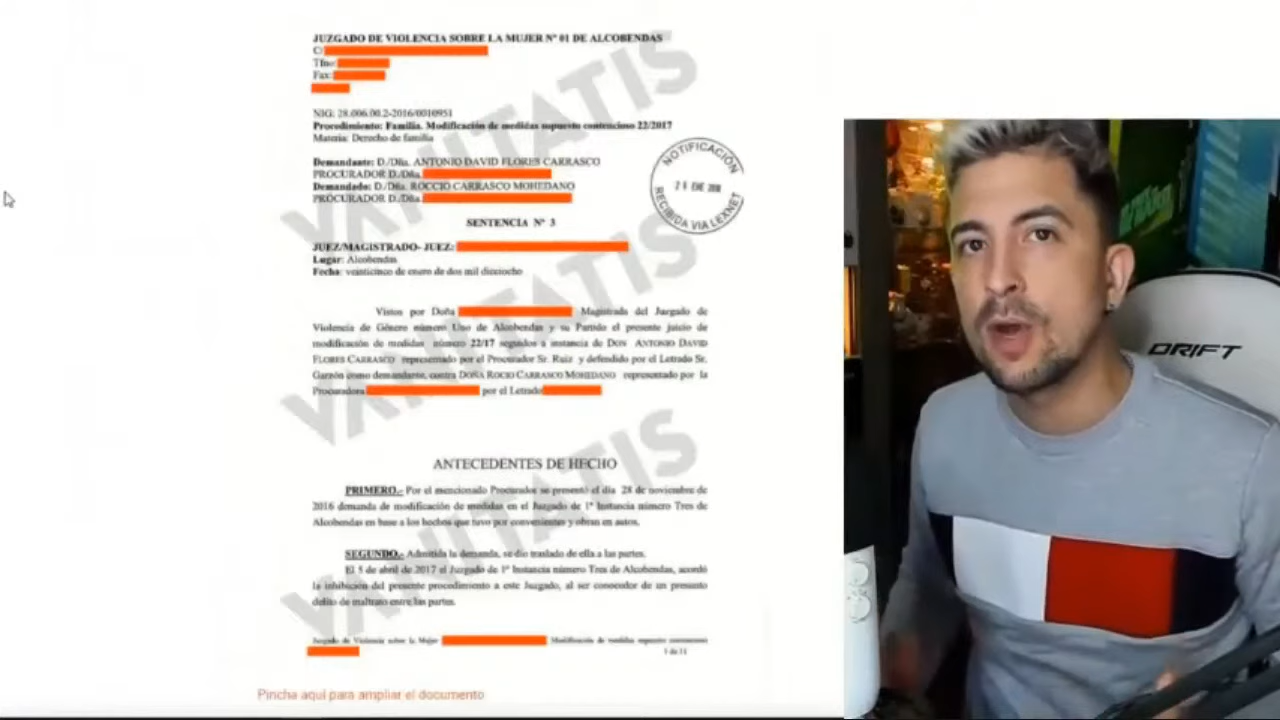 JUZGADO DE VIOLENCIA SOBRE LA MUJER Nº 01 DE ALCOBENDAS
C/
Tfno:
Fax:
NIG: 28.006.00.2-2016/0010951
Procedimiento: Familia. Modificación de medidas supuesto contencioso 22/2017
Materia: Derecho de familia
Demandante: D./Dña. ANTONIO DAVID FLORES CARRASCO
PROCURADOR D./Dña.
Demandado: D./Dña. ROCCIO CARRASCO MOHEDANO
PROCURADOR D./Dña.
NOTIFICACIÓN
ENE
RECIBIDA VIA LEXNET
SENTENCIA Nº 3
JUEZ/MAGISTRADO- JUEZ:
Lugar: Alcobendas
Fecha: veinticinco de enero de dos mil dieciocho
Vistos por Doña Magistrada del Juzgado de
Violencia de Género número Uno de Alcobendas y su Partido el presente juicio de
modificación de medidas número 22/17 seguidos a instancia de DON ANTONIO DAVID
FLORES CARRASCO representado por el Procurador Sr. Ruiz y defendido por el Letrado Sr.
Garzón como demandante, contra DOÑA ROCIO CARRASCO MOHEDANO representado por la
Procuradora por el Letrado
ANTECEDENTES DE HECHO
PRIMERO.- Por el mencionado Procurador se presentó el día 28 de noviembre de
2016 demanda de modificación de medidas en el Juzgado de 1ª Instancia número Tres de
Alcobendas en base a los hechos que tuvo por convenientes y obran en autos.
SEGUNDO.- Admitida la demanda, se dio traslado de ella a las partes.
El 5 de abril de 2017 el Juzgado de 1ª Instancia número Tres de Alcobendas, acordó
la inhibición del presente procedimiento a este Juzgado, al ser conocedor de un presunto
delito de maltrato entre las partes.
Juzgado de Violencia sobre la Mujer Modificación de medidas supuesto contencioso
1 de 11
Pincha aquí para ampliar el documento
VANITATIS
VANITATIS
VANITATIS
DRIFT